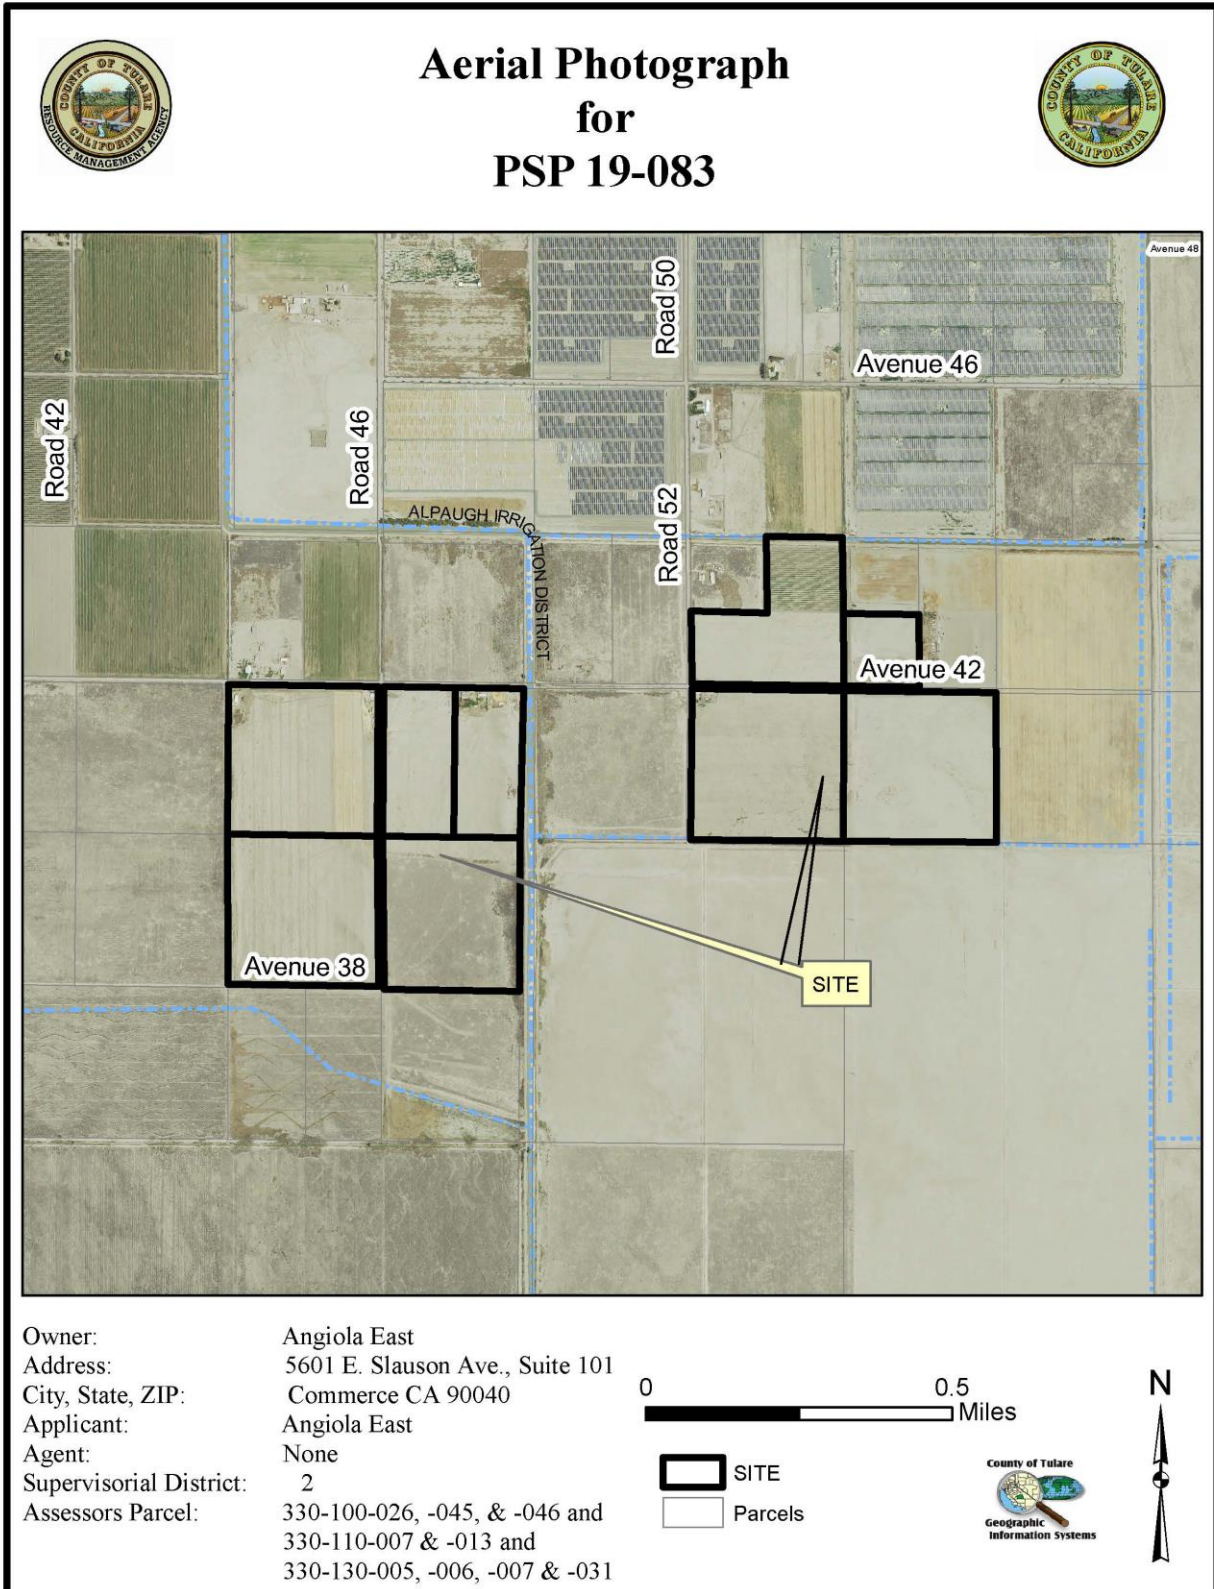 Aerial Photograph
for
PSP 19-083
COUNTY OF TULARE
CALIFORNIA
RESOURCE MANAGEMENT AGENCY
COUNTY OF TULARE
CALIFORNIA
Avenue 48
Road 50
Avenue 46
Road 42
Road 46
ALPAUGH IRRIGATION DISTRICT
Road 52
Avenue 42
Avenue 38
SITE
Owner: Angiola East
Address: 5601 E. Slauson Ave., Suite 101
City, State, ZIP: Commerce CA 90040
Applicant: Angiola East
Agent: None
Supervisorial District: 2
Assessors Parcel: 330-100-026, -045, & -046 and
330-110-007 & -013 and
330-130-005, -006, -007 & -031
0 0.5
Miles
SITE
Parcels
N
County of Tulare
Geographic
Information Systems